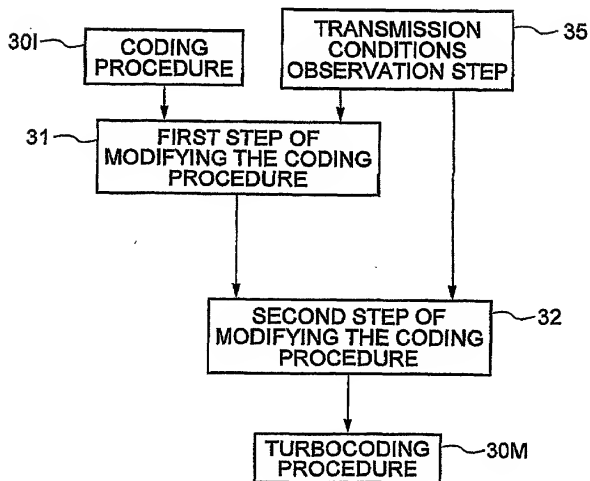 30I
CODING
PROCEDURE
TRANSMISSION
CONDITIONS
OBSERVATION STEP
35
31
FIRST STEP OF
MODIFYING THE CODING
PROCEDURE
SECOND STEP OF
MODIFYING THE CODING
PROCEDURE
32
TURBOCODING
PROCEDURE
30M